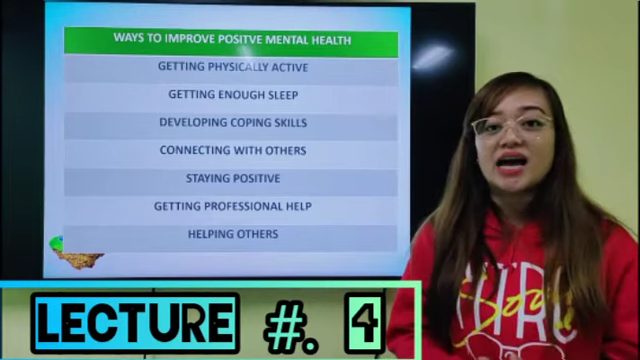 WAYS TO IMPROVE POSITVE MENTAL HEALTH
GETTING PHYSICALLY ACTIVE
GETTING ENOUGH SLEEP
DEVELOPING COPING SKILLS
CONNECTING WITH OTHERS
STAYING POSITIVE
GETTING PROFESSIONAL HELP
HELPING OTHERS
LECTURE #. 4